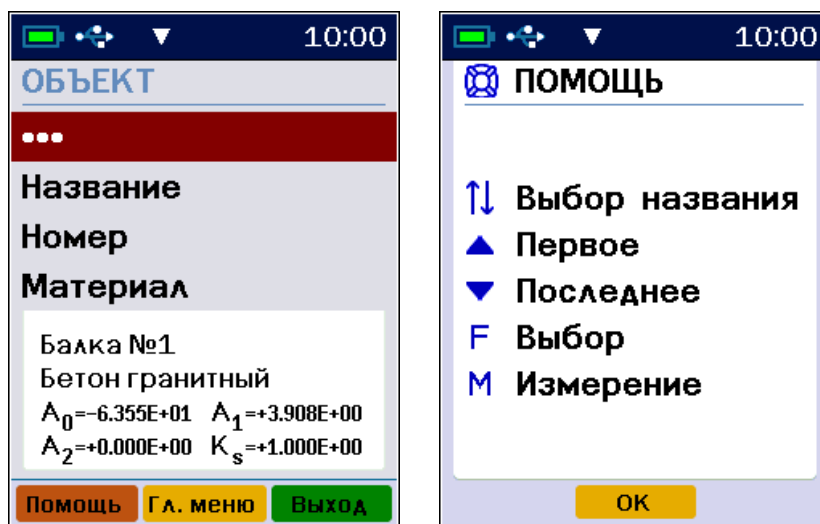 10:00
ОБЪЕКТ
•••
Название
Номер
Материал
Балка №1
Бетон гранитный
A0=-6.355E+01 A1=+3.908E+00
A2=+0.000E+00 Ks=+1.000E+00
Помощь Гл. меню Выход
10:00
ПОМОЩЬ
↑↓ Выбор названия
▲ Первое
▼ Последнее
F Выбор
M Измерение
ОК